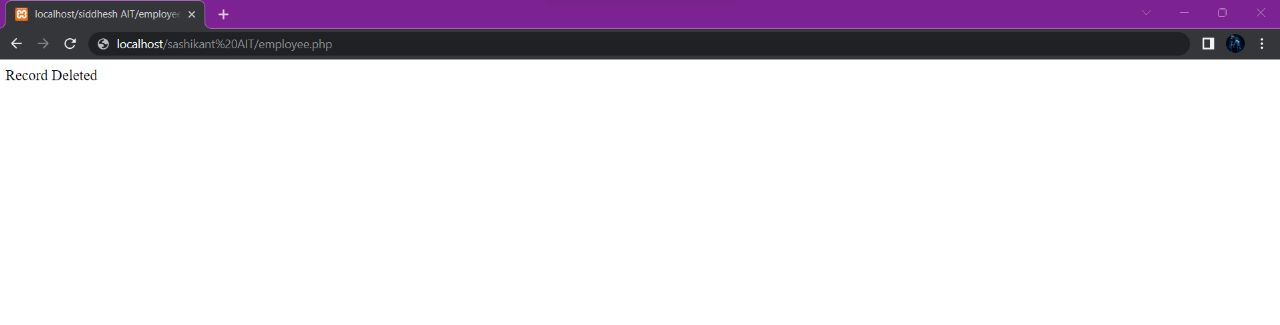 localhost/siddhesh AIT/employee
localhost/sashikant%20AIT/employee.php
Record Deleted